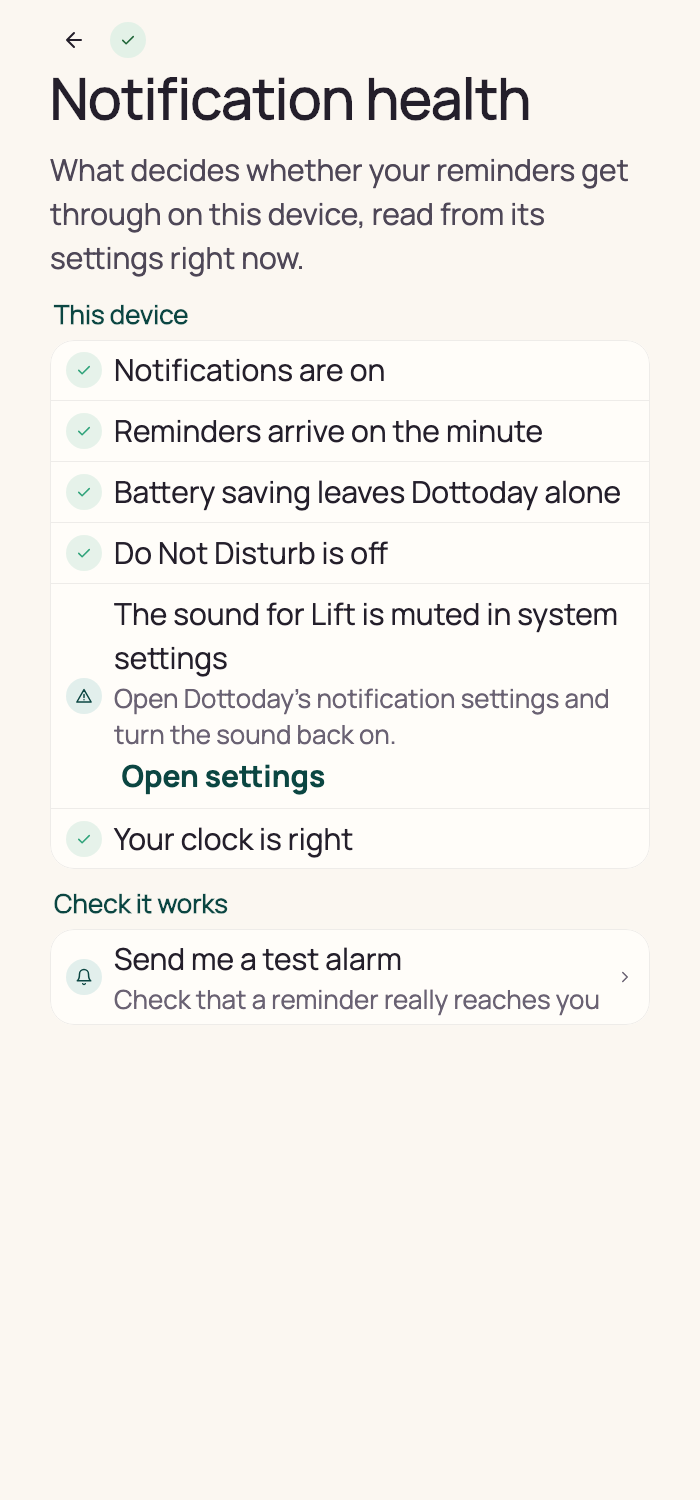 Notification health
What decides whether your reminders get
through on this device, read from its
settings right now.
This device
Notifications are on
Reminders arrive on the minute
Battery saving leaves Dottoday alone
Do Not Disturb is off
The sound for Lift is muted in system
settings
Open Dottoday’s notification settings and
turn the sound back on.
Open settings
Your clock is right
Check it works
Send me a test alarm
Check that a reminder really reaches you